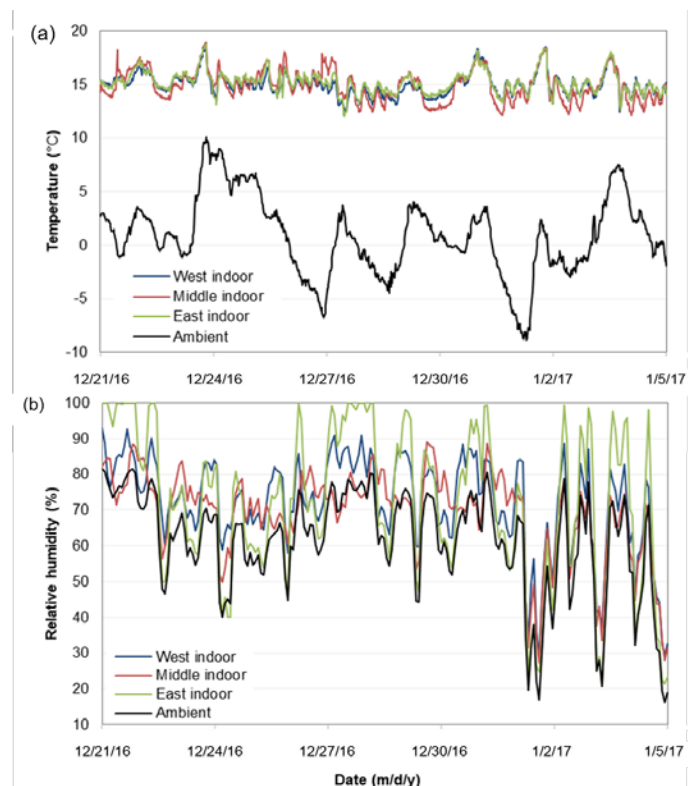 (a)
20
15
10
5
0
-5
-10
Temperature (°C)
West indoor
Middle indoor
East indoor
Ambient
12/21/16 12/24/16 12/27/16 12/30/16 1/2/17 1/5/17
(b)
100
90
80
70
60
50
40
30
20
10
Relative humidity (%)
West indoor
Middle indoor
East indoor
Ambient
12/21/16 12/24/16 12/27/16 12/30/16 1/2/17 1/5/17
Date (m/d/y)